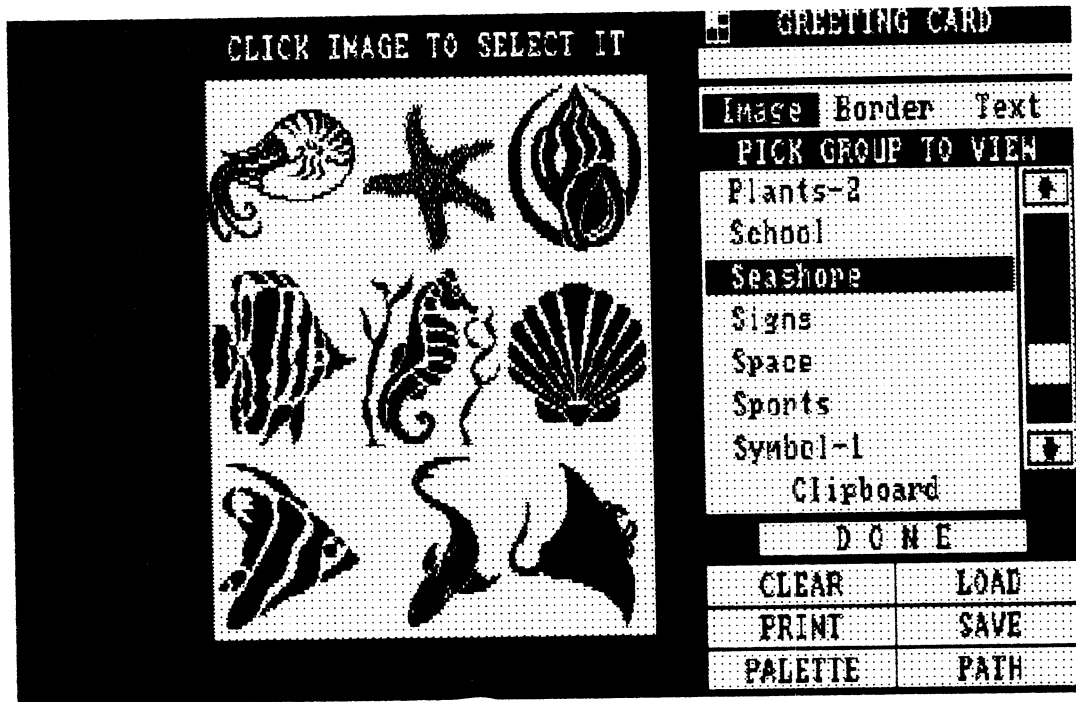 CLICK IMAGE TO SELECT IT
GREETING CARD
Image Border Text
PICK GROUP TO VIEW
Plants-2
School
Seashore
Signs
Space
Sports
Symbol-1
Clipboard
DONE
CLEAR LOAD
PRINT SAVE
PALETTE PATH